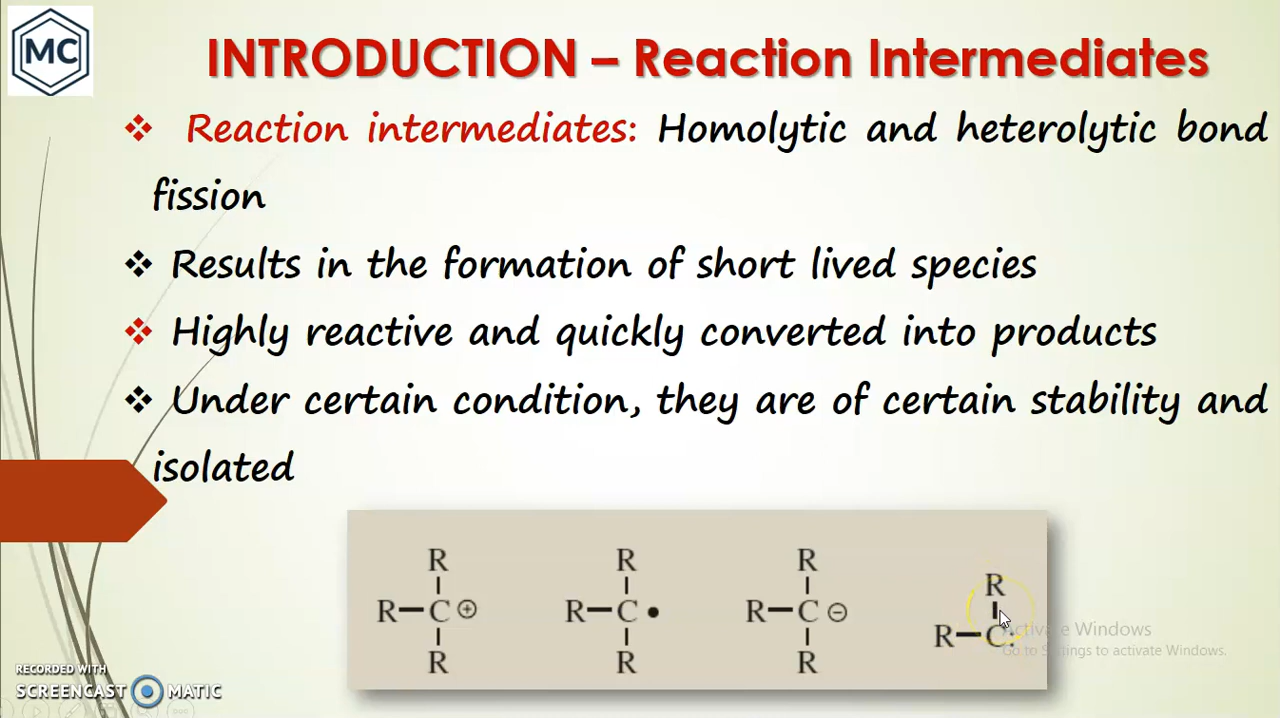 MC
INTRODUCTION – Reaction Intermediates
❖ Reaction intermediates: Homolytic and heterolytic bond
fission
❖ Results in the formation of short lived species
❖ Highly reactive and quickly converted into products
❖ Under certain condition, they are of certain stability and
isolated
R R R R
R–C⊕ R–C• R–C⊖ R–C:
R R R
Activate Windows
Go to Settings to activate Windows.
RECORDED WITH
SCREENCAST MATIC